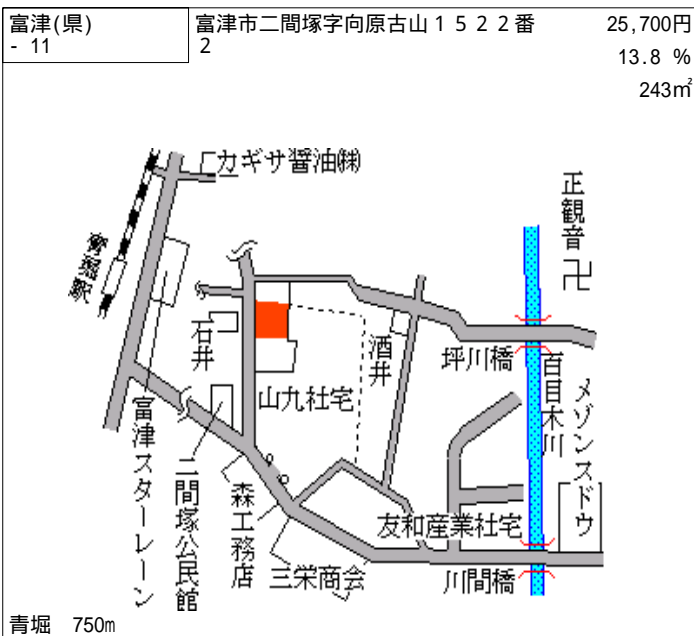 富津(県)
- 11
富津市二間塚字向原古山１５２２番
2
25,700円
13.8 %
243㎡
カギサ醤油㈱
正観音
卍
青堀駅
石井
酒井
坪川橋
百目木川
メゾンスドウ
山九社宅
富津スターレーン
二間塚公民館
森工務店
三栄商会
友和産業社宅
川間橋
青堀 750m